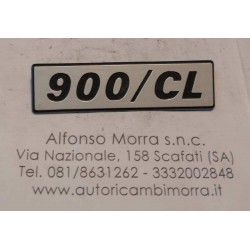 900/CL
Alfonso Morra s.n.c.
Via Nazionale, 158 Scafati (SA)
Tel. 081/8631262 - 3332002848
www.autoricambimorra.it